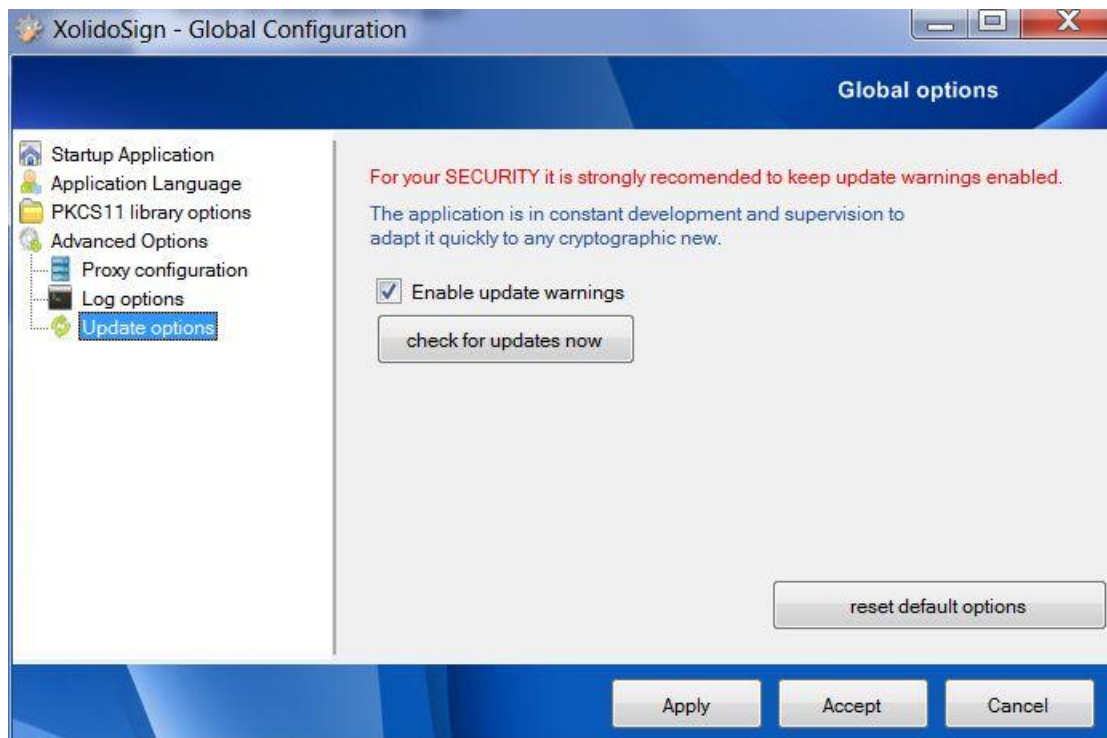 XolidoSign - Global Configuration
Global options
Startup Application
Application Language
PKCS11 library options
Advanced Options
Proxy configuration
Log options
Update options
For your SECURITY it is strongly recomended to keep update warnings enabled.
The application is in constant development and supervision to
adapt it quickly to any cryptographic new.
Enable update warnings
check for updates now
reset default options
Apply
Accept
Cancel